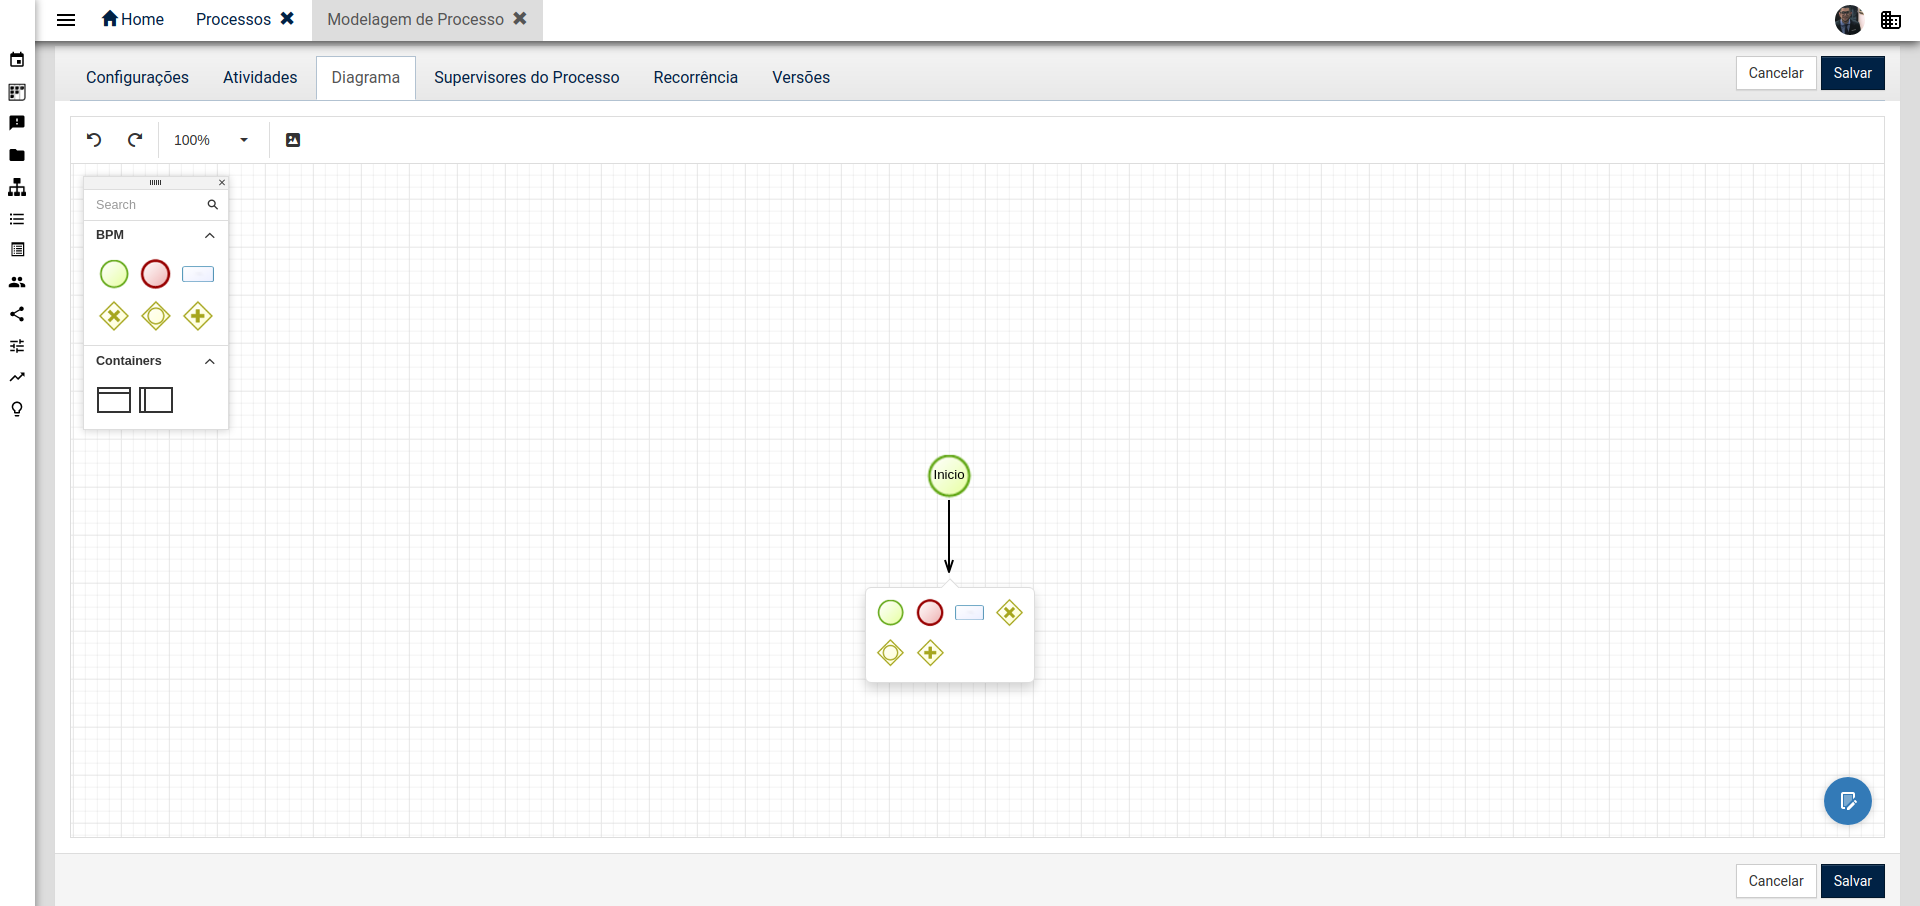 Home
Processos
Modelagem de Processo
Configurações
Atividades
Diagrama
Supervisores do Processo
Recorrência
Versões
Cancelar
Salvar
100%
Search
BPM
Containers
Inicio
Cancelar
Salvar